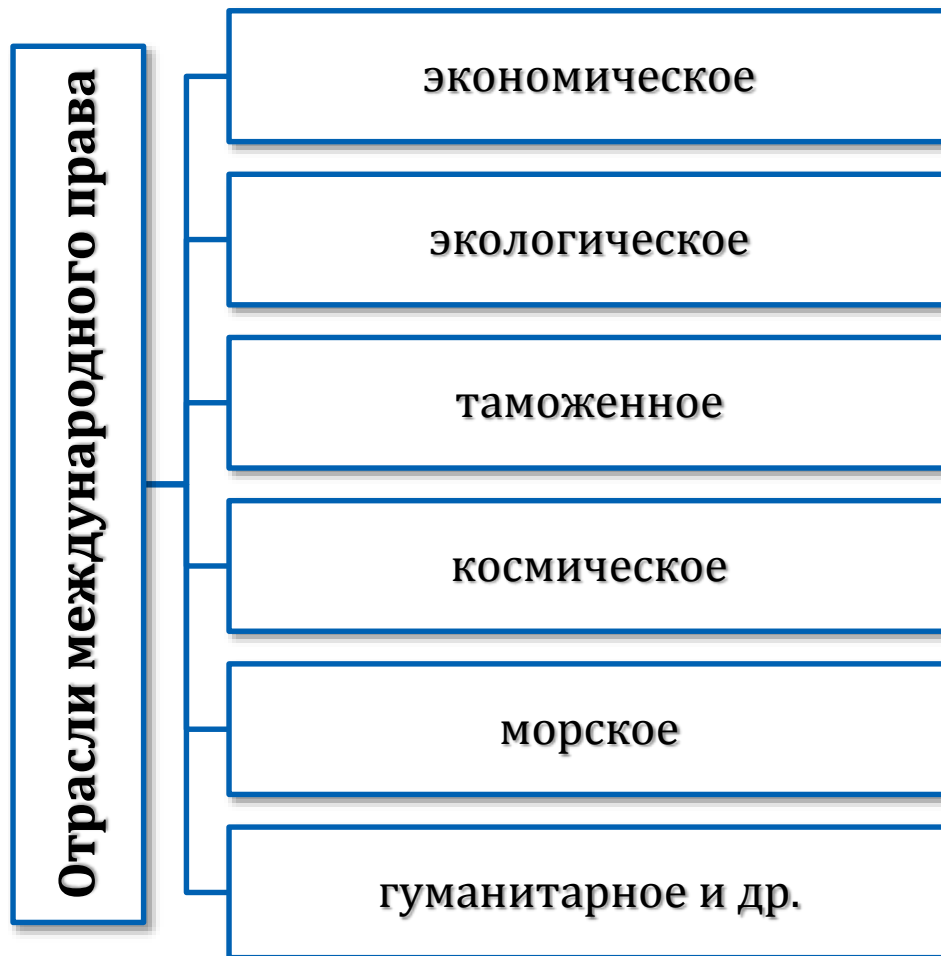 Отрасли международного права
экономическое
экологическое
таможенное
космическое
морское
гуманитарное и др.